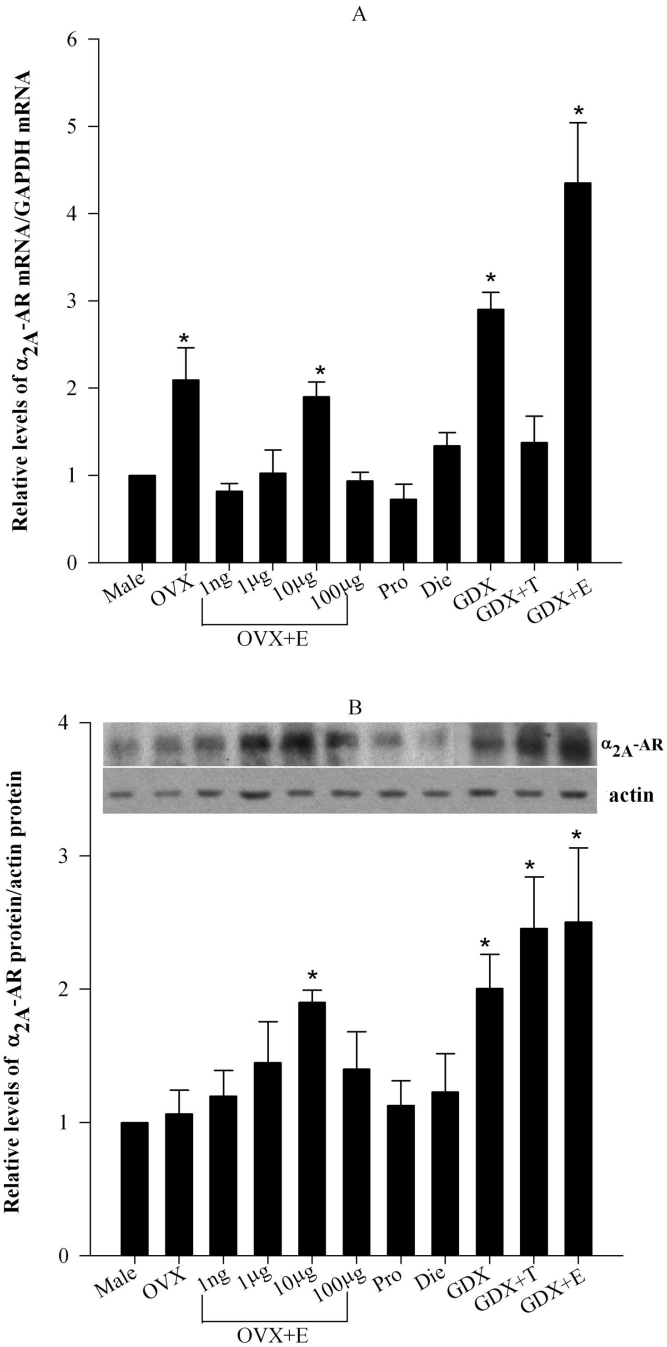 A
Relative levels of α2A-AR mRNA/GAPDH mRNA
6
5
4
3
2
1
0
*
*
*
*
Male
OVX
1ng
1µg
10µg
100µg
Pro
Die
GDX
GDX+T
GDX+E
OVX+E
B
Relative levels of α2A-AR protein/actin protein
4
3
2
1
0
α2A-AR
actin
*
*
*
*
Male
OVX
1ng
1µg
10µg
100µg
Pro
Die
GDX
GDX+T
GDX+E
OVX+E